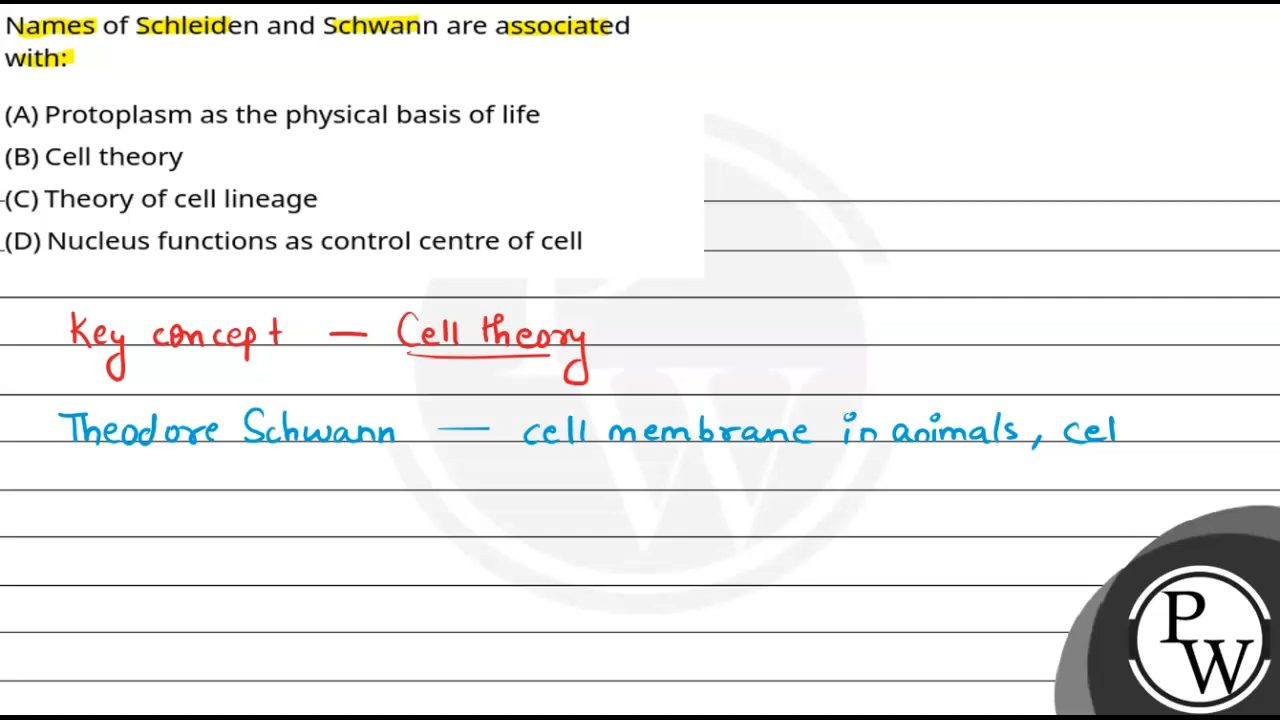 Names of Schleiden and Schwann are associated
with:
(A) Protoplasm as the physical basis of life
(B) Cell theory
(C) Theory of cell lineage
(D) Nucleus functions as control centre of cell
Key concept — Cell theory
Theodore Schwann — cell membrane in animals, cel
P
W